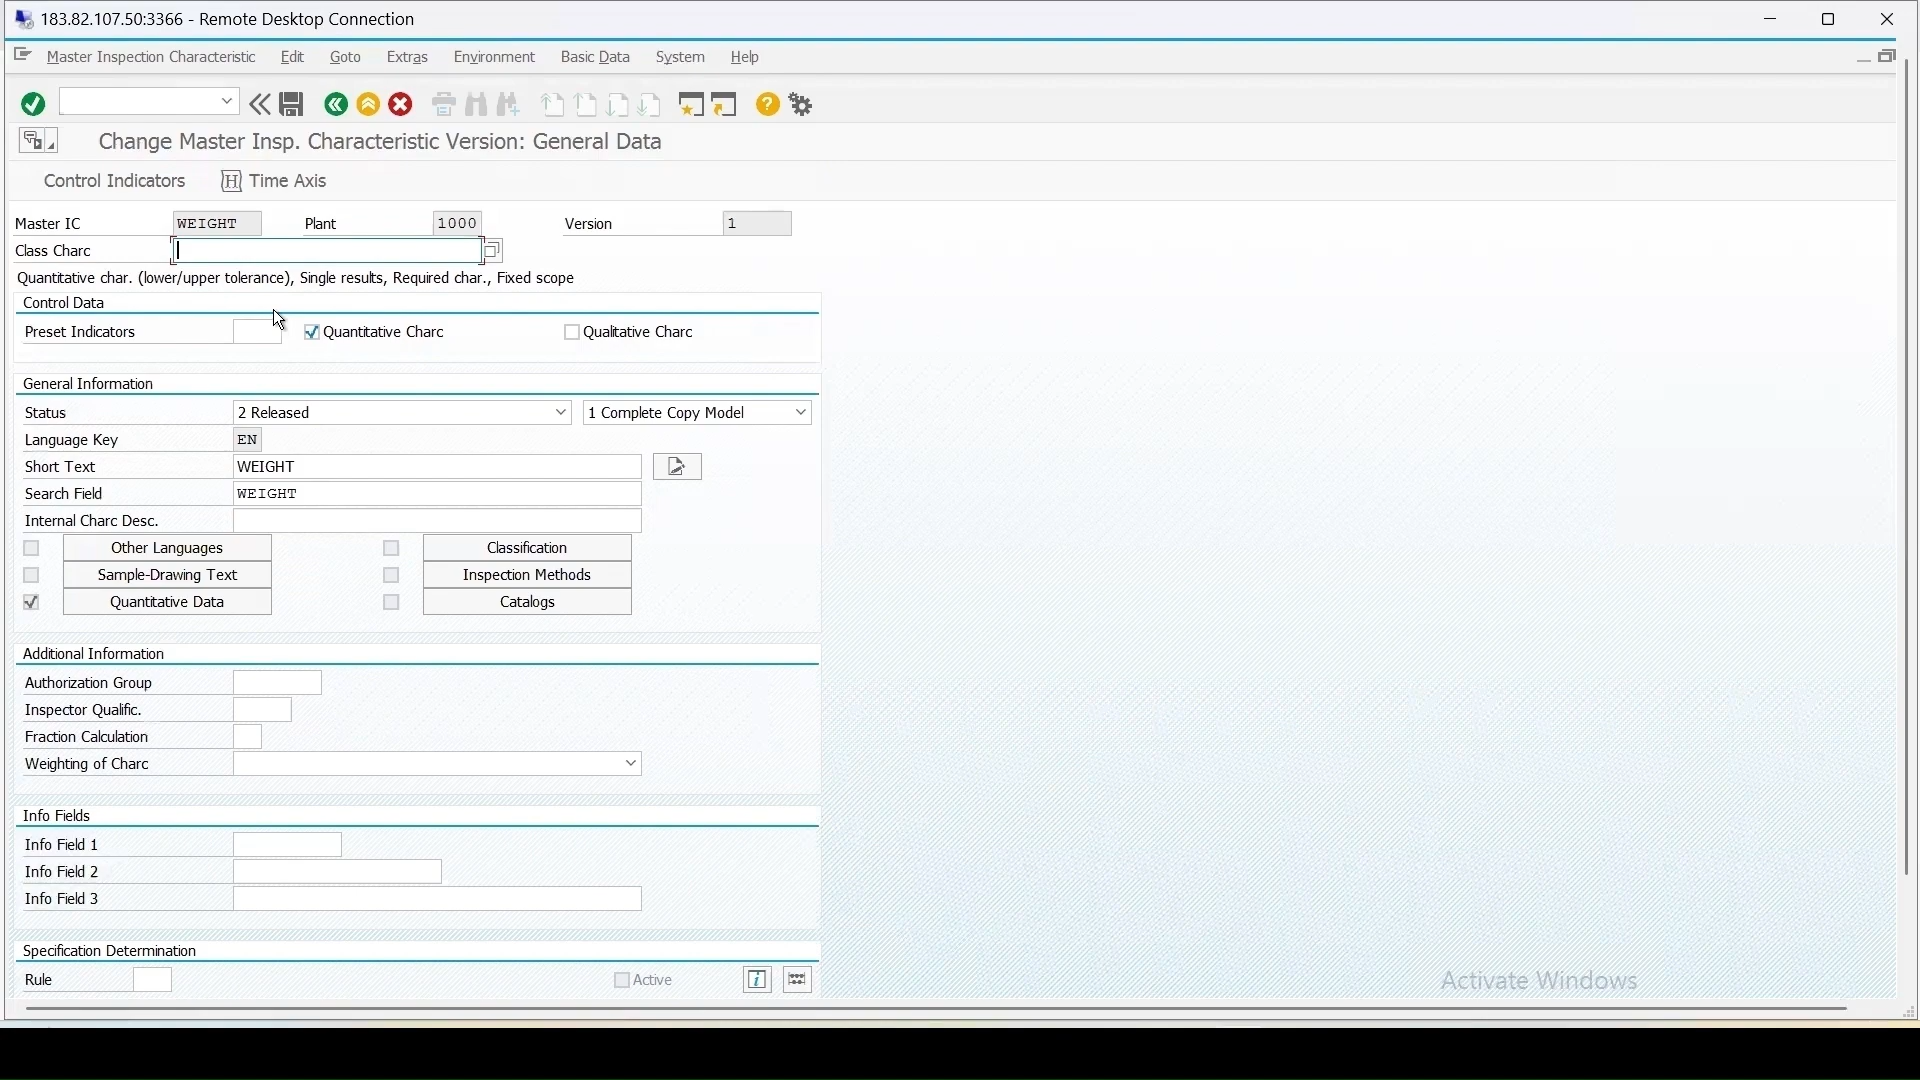 183.82.107.50:3366 - Remote Desktop Connection
Master Inspection Characteristic Edit Goto Extras Environment Basic Data System Help
Change Master Insp. Characteristic Version: General Data
Control Indicators Time Axis
Master IC WEIGHT Plant 1000 Version 1
Class Charc
Quantitative char. (lower/upper tolerance), Single results, Required char., Fixed scope
Control Data
Preset Indicators Quantitative Charc Qualitative Charc
General Information
Status 2 Released 1 Complete Copy Model
Language Key EN
Short Text WEIGHT
Search Field WEIGHT
Internal Charc Desc.
Other Languages Classification
Sample-Drawing Text Inspection Methods
Quantitative Data Catalogs
Additional Information
Authorization Group
Inspector Qualific.
Fraction Calculation
Weighting of Charc
Info Fields
Info Field 1
Info Field 2
Info Field 3
Specification Determination
Rule Active
Activate Windows